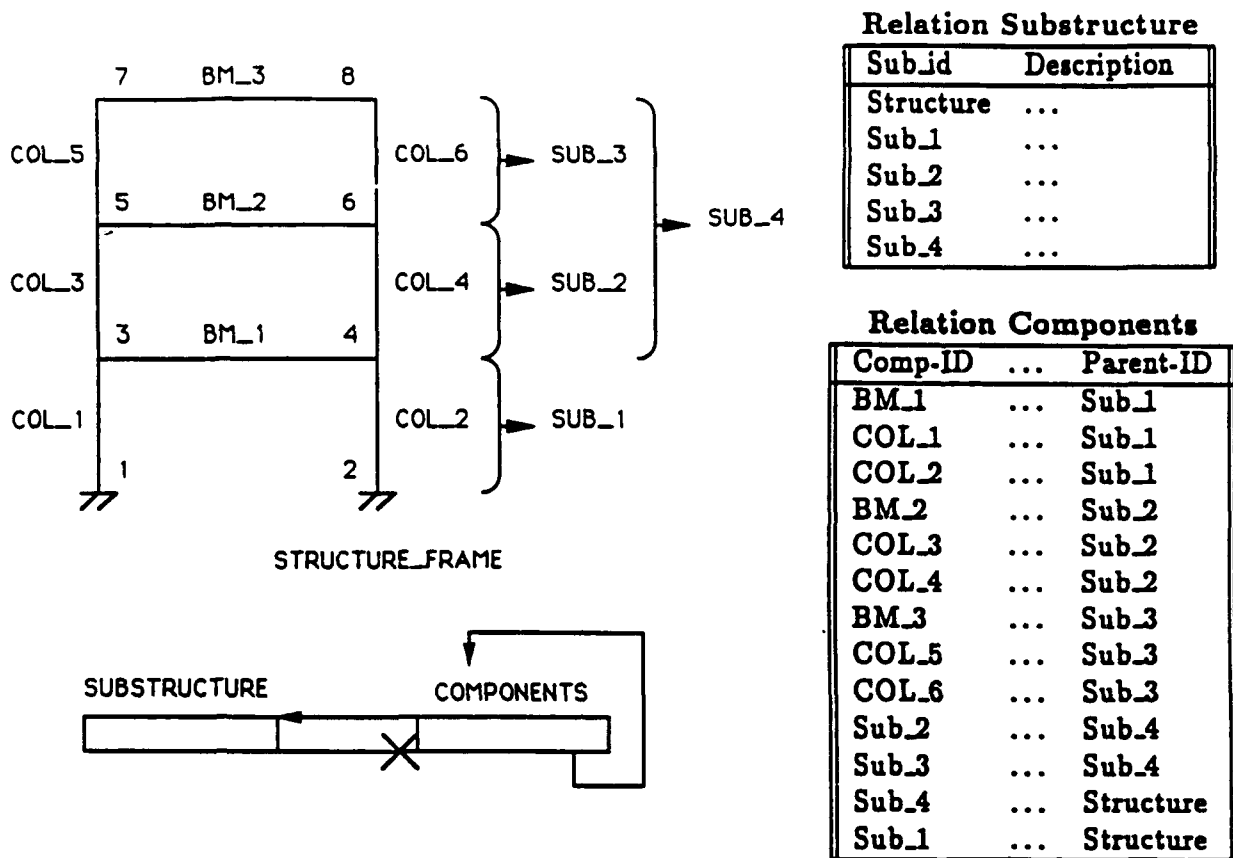 7 BM_3 8
COL_5 COL_6 SUB_3
5 BM_2 6
SUB_4
COL_3 COL_4 SUB_2
3 BM_1 4
COL_1 COL_2 SUB_1
1 2
STRUCTURE_FRAME
SUBSTRUCTURE COMPONENTS
Relation Substructure
Sub_id Description
Structure ...
Sub_1 ...
Sub_2 ...
Sub_3 ...
Sub_4 ...
Relation Components
Comp-ID ... Parent-ID
BM_1 ... Sub_1
COL_1 ... Sub_1
COL_2 ... Sub_1
BM_2 ... Sub_2
COL_3 ... Sub_2
COL_4 ... Sub_2
BM_3 ... Sub_3
COL_5 ... Sub_3
COL_6 ... Sub_3
Sub_2 ... Sub_4
Sub_3 ... Sub_4
Sub_4 ... Structure
Sub_1 ... Structure